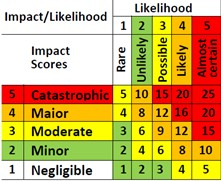 Impact/Likelihood Likelihood
1 2 3 4 5
Impact Scores Rare Unlikely Possible Likely Almost certain
5 Catastrophic 5 10 15 20 25
4 Maior 4 8 12 16 20
3 Moderate 3 6 9 12 15
2 Minor 2 4 6 8 10
1 Negligible 1 2 3 4 5